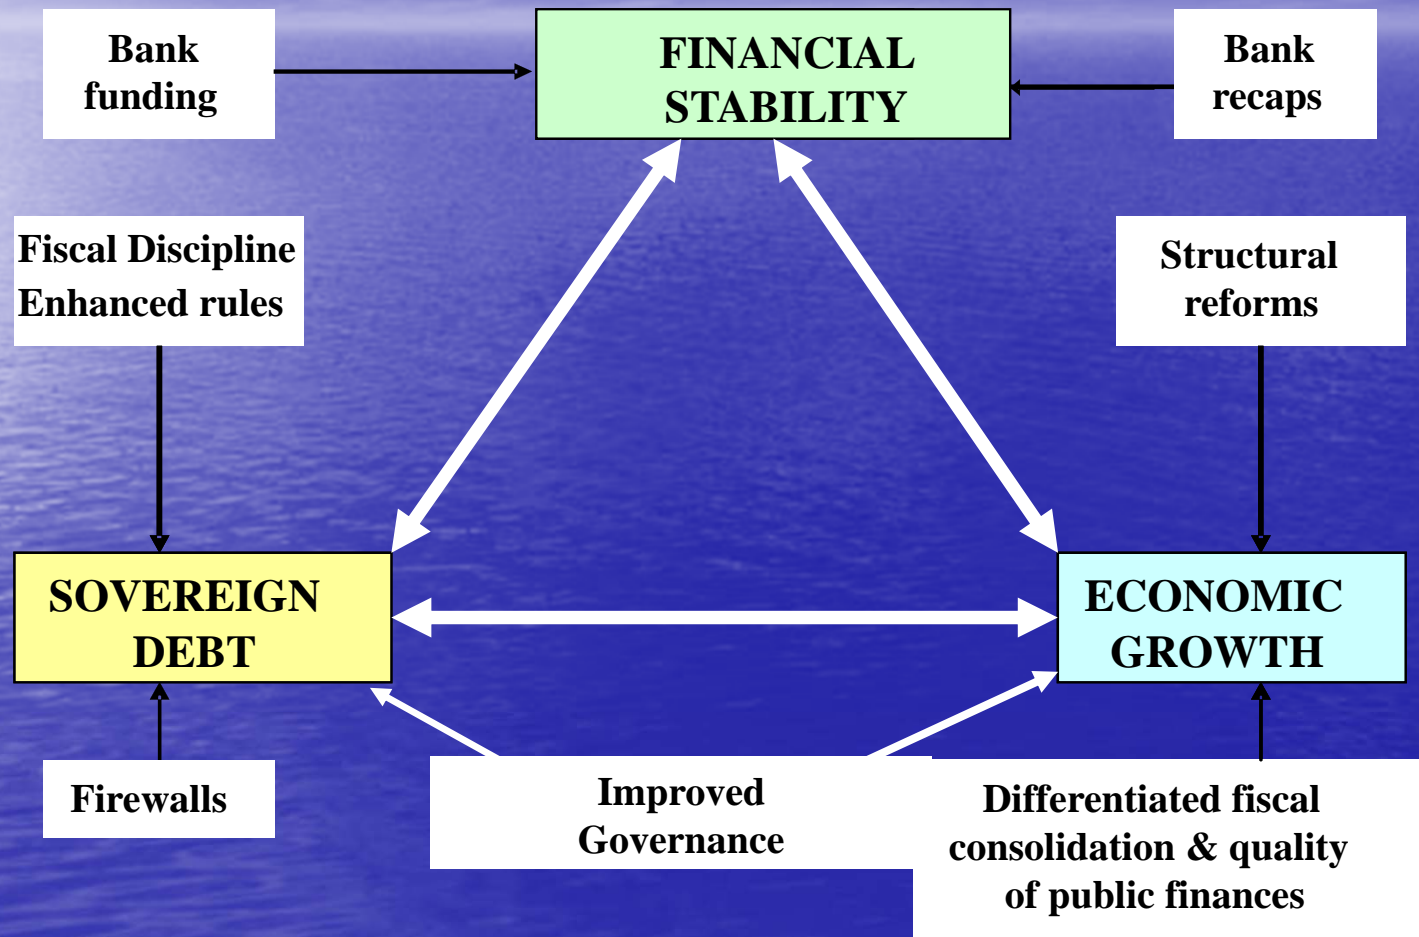 Bank
funding
FINANCIAL
STABILITY
Bank
recaps
Fiscal Discipline
Enhanced rules
Structural
reforms
SOVEREIGN
DEBT
ECONOMIC
GROWTH
Firewalls
Improved
Governance
Differentiated fiscal
consolidation & quality
of public finances